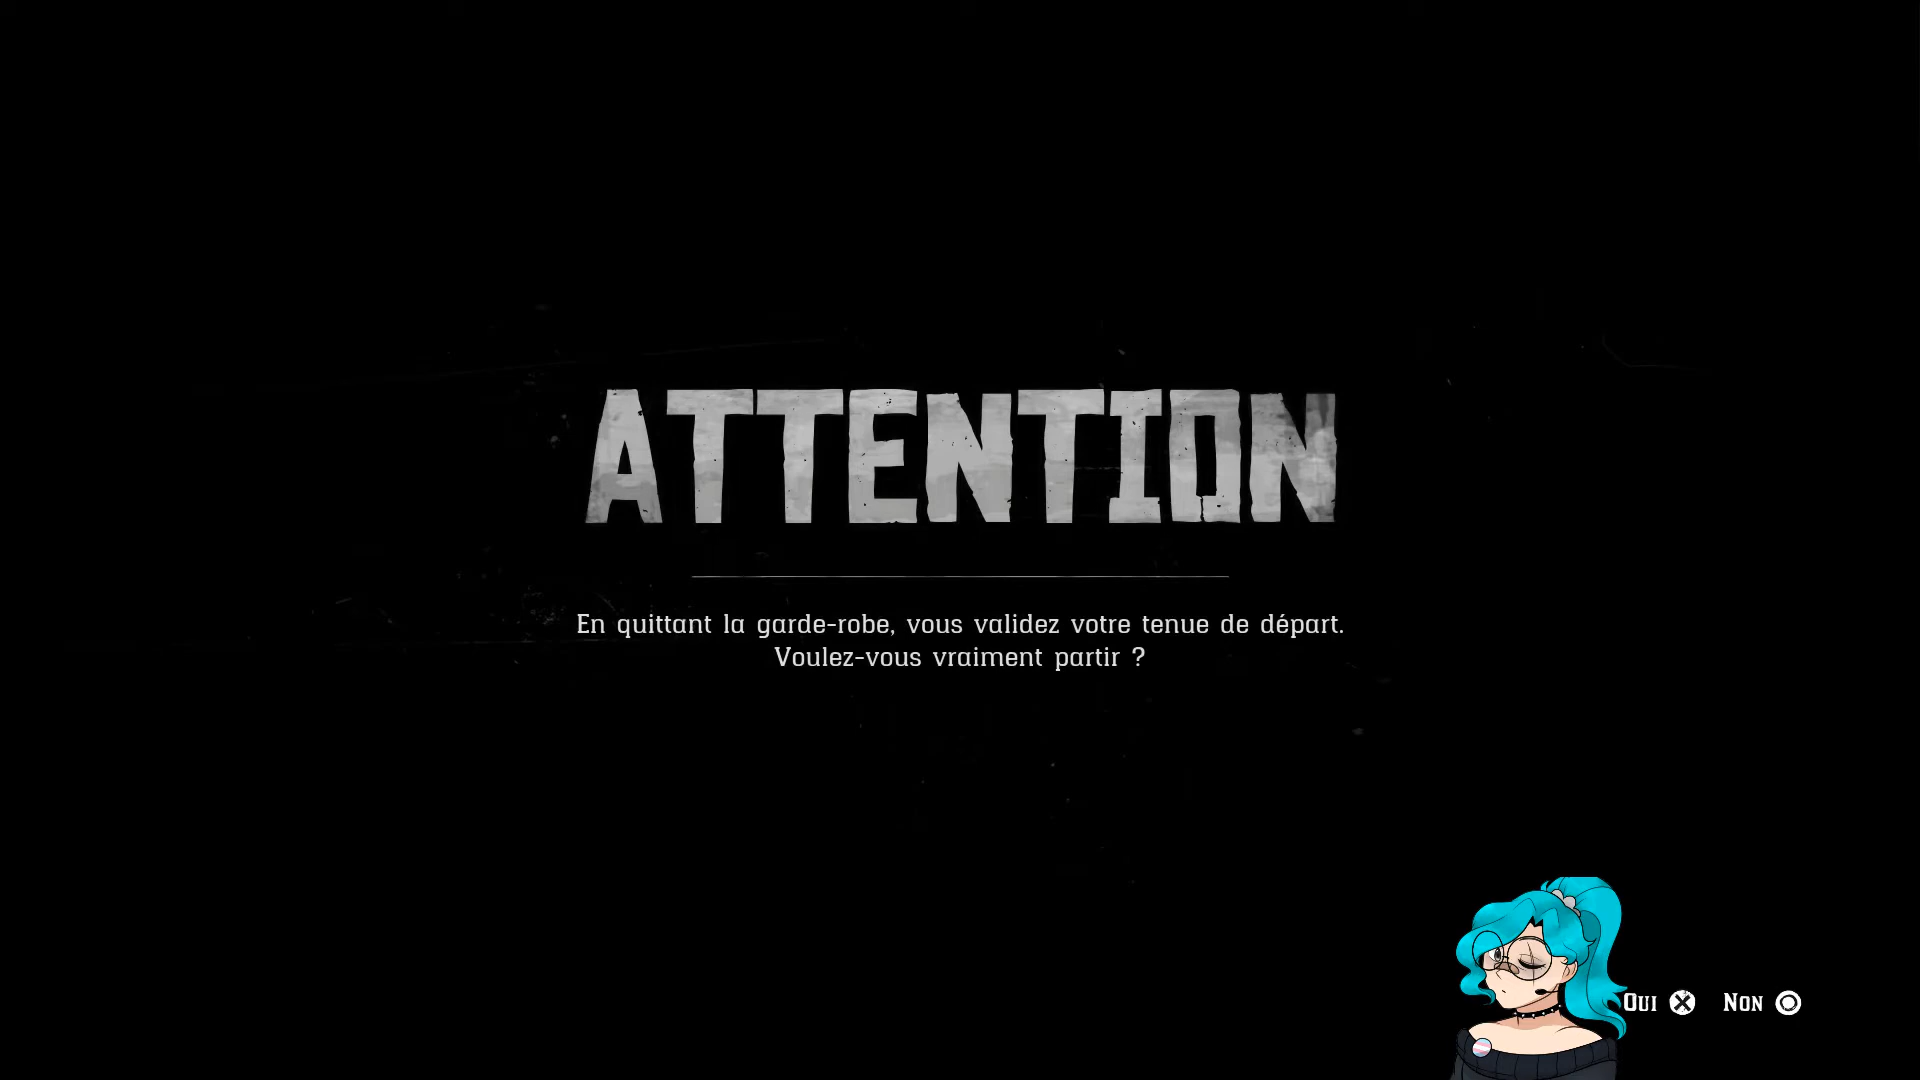 ATTENTION
En quittant la garde-robe, vous validez votre tenue de départ.
Voulez-vous vraiment partir ?
Oui Non